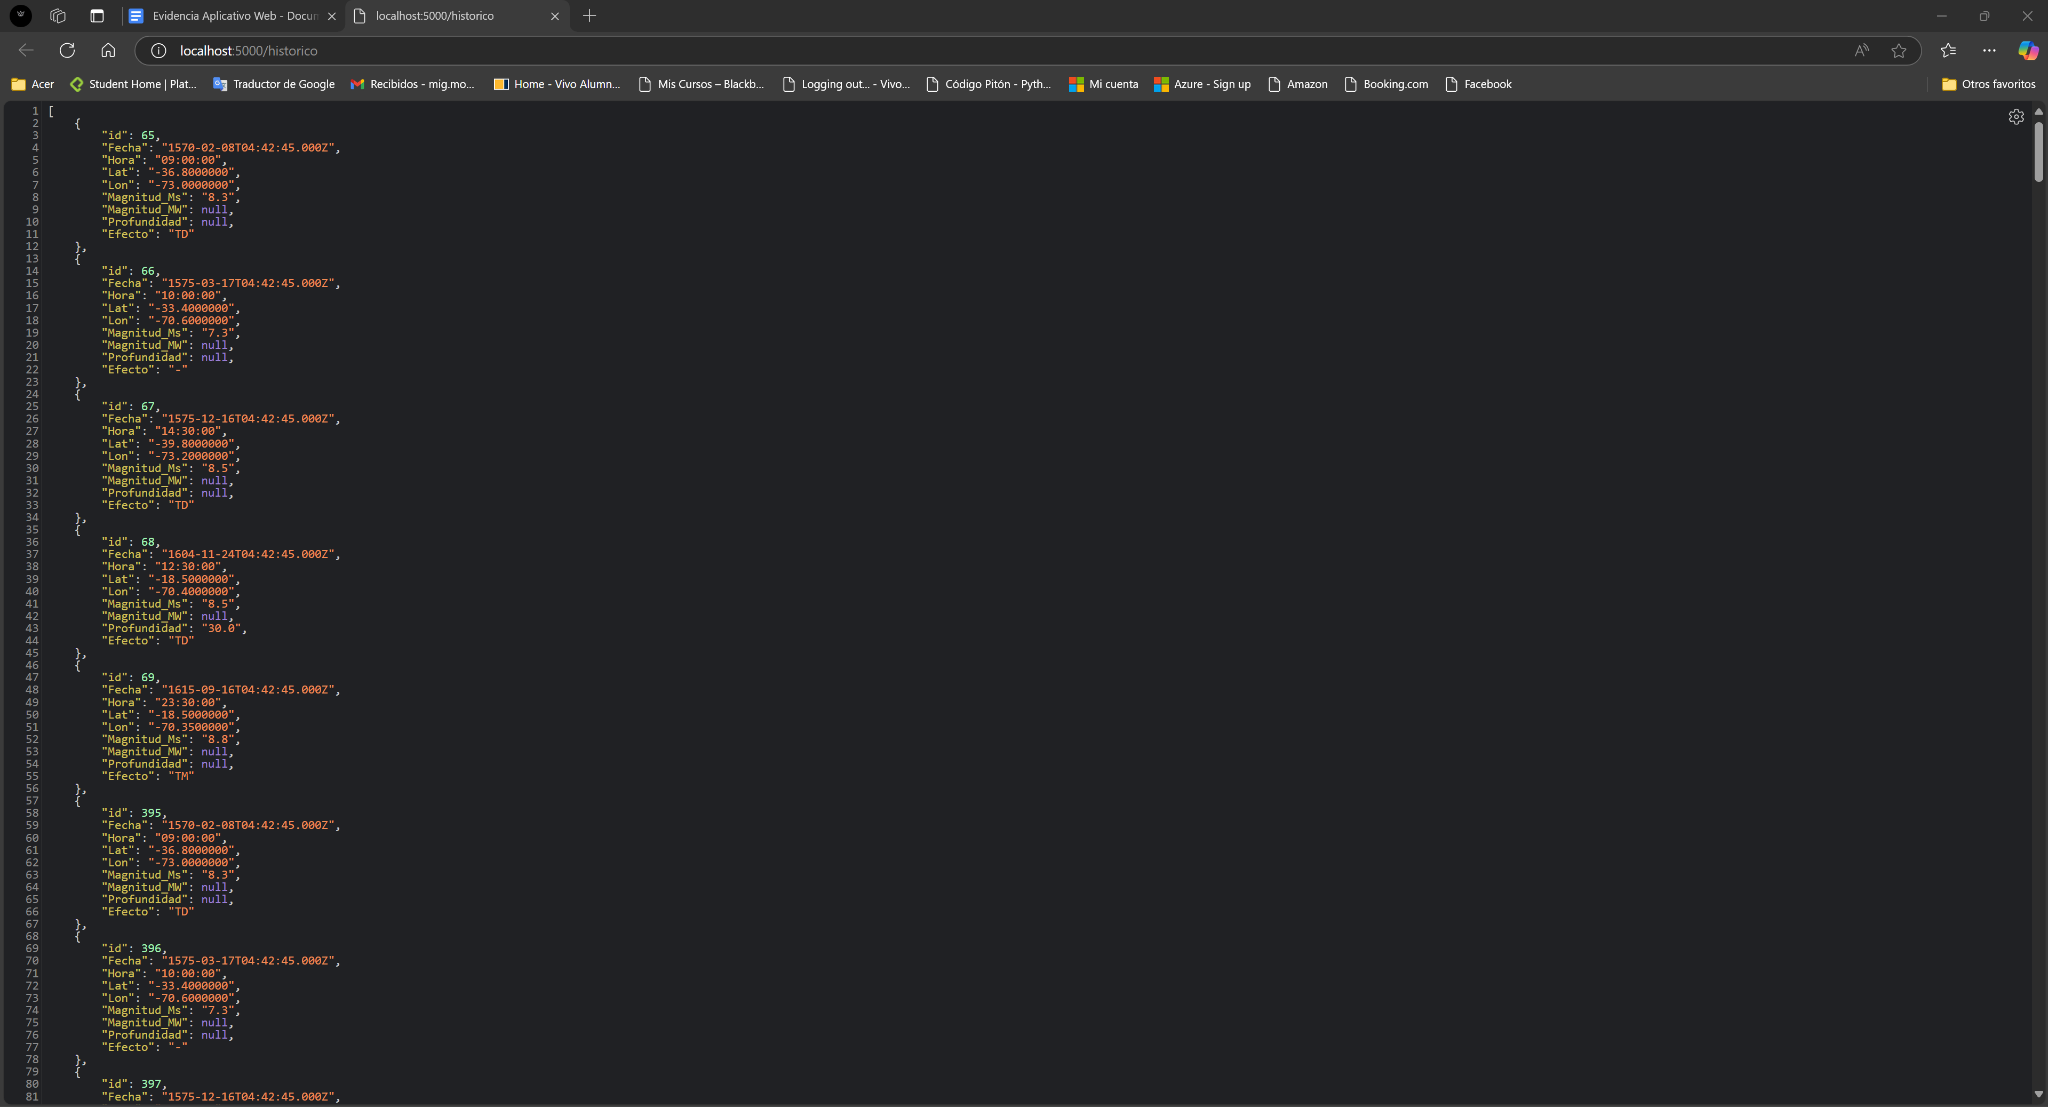 Evidencia Aplicativo Web - Docun
localhost:5000/historico
localhost:5000/historico
Acer
Student Home | Plat...
Traductor de Google
Recibidos - mig.mo...
Home - Vivo Alumn...
Mis Cursos – Blackb...
Logging out... - Vivo...
Código Pitón - Pyth...
Mi cuenta
Azure - Sign up
Amazon
Booking.com
Facebook
Otros favoritos
1 [
2 {
3 "id": 65,
4 "Fecha": "1570-02-08T04:42:45.000Z",
5 "Hora": "09:00:00",
6 "Lat": "-36.8000000",
7 "Lon": "-73.0000000",
8 "Magnitud_Ms": "8.3",
9 "Magnitud_MW": null,
10 "Profundidad": null,
11 "Efecto": "TD"
12 },
13 {
14 "id": 66,
15 "Fecha": "1575-03-17T04:42:45.000Z",
16 "Hora": "10:00:00",
17 "Lat": "-33.4000000",
18 "Lon": "-70.6000000",
19 "Magnitud_Ms": "7.3",
20 "Magnitud_MW": null,
21 "Profundidad": null,
22 "Efecto": "-"
23 },
24 {
25 "id": 67,
26 "Fecha": "1575-12-16T04:42:45.000Z",
27 "Hora": "14:30:00",
28 "Lat": "-39.8000000",
29 "Lon": "-73.2000000",
30 "Magnitud_Ms": "8.5",
31 "Magnitud_MW": null,
32 "Profundidad": null,
33 "Efecto": "TD"
34 },
35 {
36 "id": 68,
37 "Fecha": "1604-11-24T04:42:45.000Z",
38 "Hora": "12:30:00",
39 "Lat": "-18.5000000",
40 "Lon": "-70.4000000",
41 "Magnitud_Ms": "8.5",
42 "Magnitud_MW": null,
43 "Profundidad": "30.0",
44 "Efecto": "TD"
45 },
46 {
47 "id": 69,
48 "Fecha": "1615-09-16T04:42:45.000Z",
49 "Hora": "23:30:00",
50 "Lat": "-18.5000000",
51 "Lon": "-70.3500000",
52 "Magnitud_Ms": "8.8",
53 "Magnitud_MW": null,
54 "Profundidad": null,
55 "Efecto": "TM"
56 },
57 {
58 "id": 395,
59 "Fecha": "1570-02-08T04:42:45.000Z",
60 "Hora": "09:00:00",
61 "Lat": "-36.8000000",
62 "Lon": "-73.0000000",
63 "Magnitud_Ms": "8.3",
64 "Magnitud_MW": null,
65 "Profundidad": null,
66 "Efecto": "TD"
67 },
68 {
69 "id": 396,
70 "Fecha": "1575-03-17T04:42:45.000Z",
71 "Hora": "10:00:00",
72 "Lat": "-33.4000000",
73 "Lon": "-70.6000000",
74 "Magnitud_Ms": "7.3",
75 "Magnitud_MW": null,
76 "Profundidad": null,
77 "Efecto": "-"
78 },
79 {
80 "id": 397,
81 "Fecha": "1575-12-16T04:42:45.000Z",